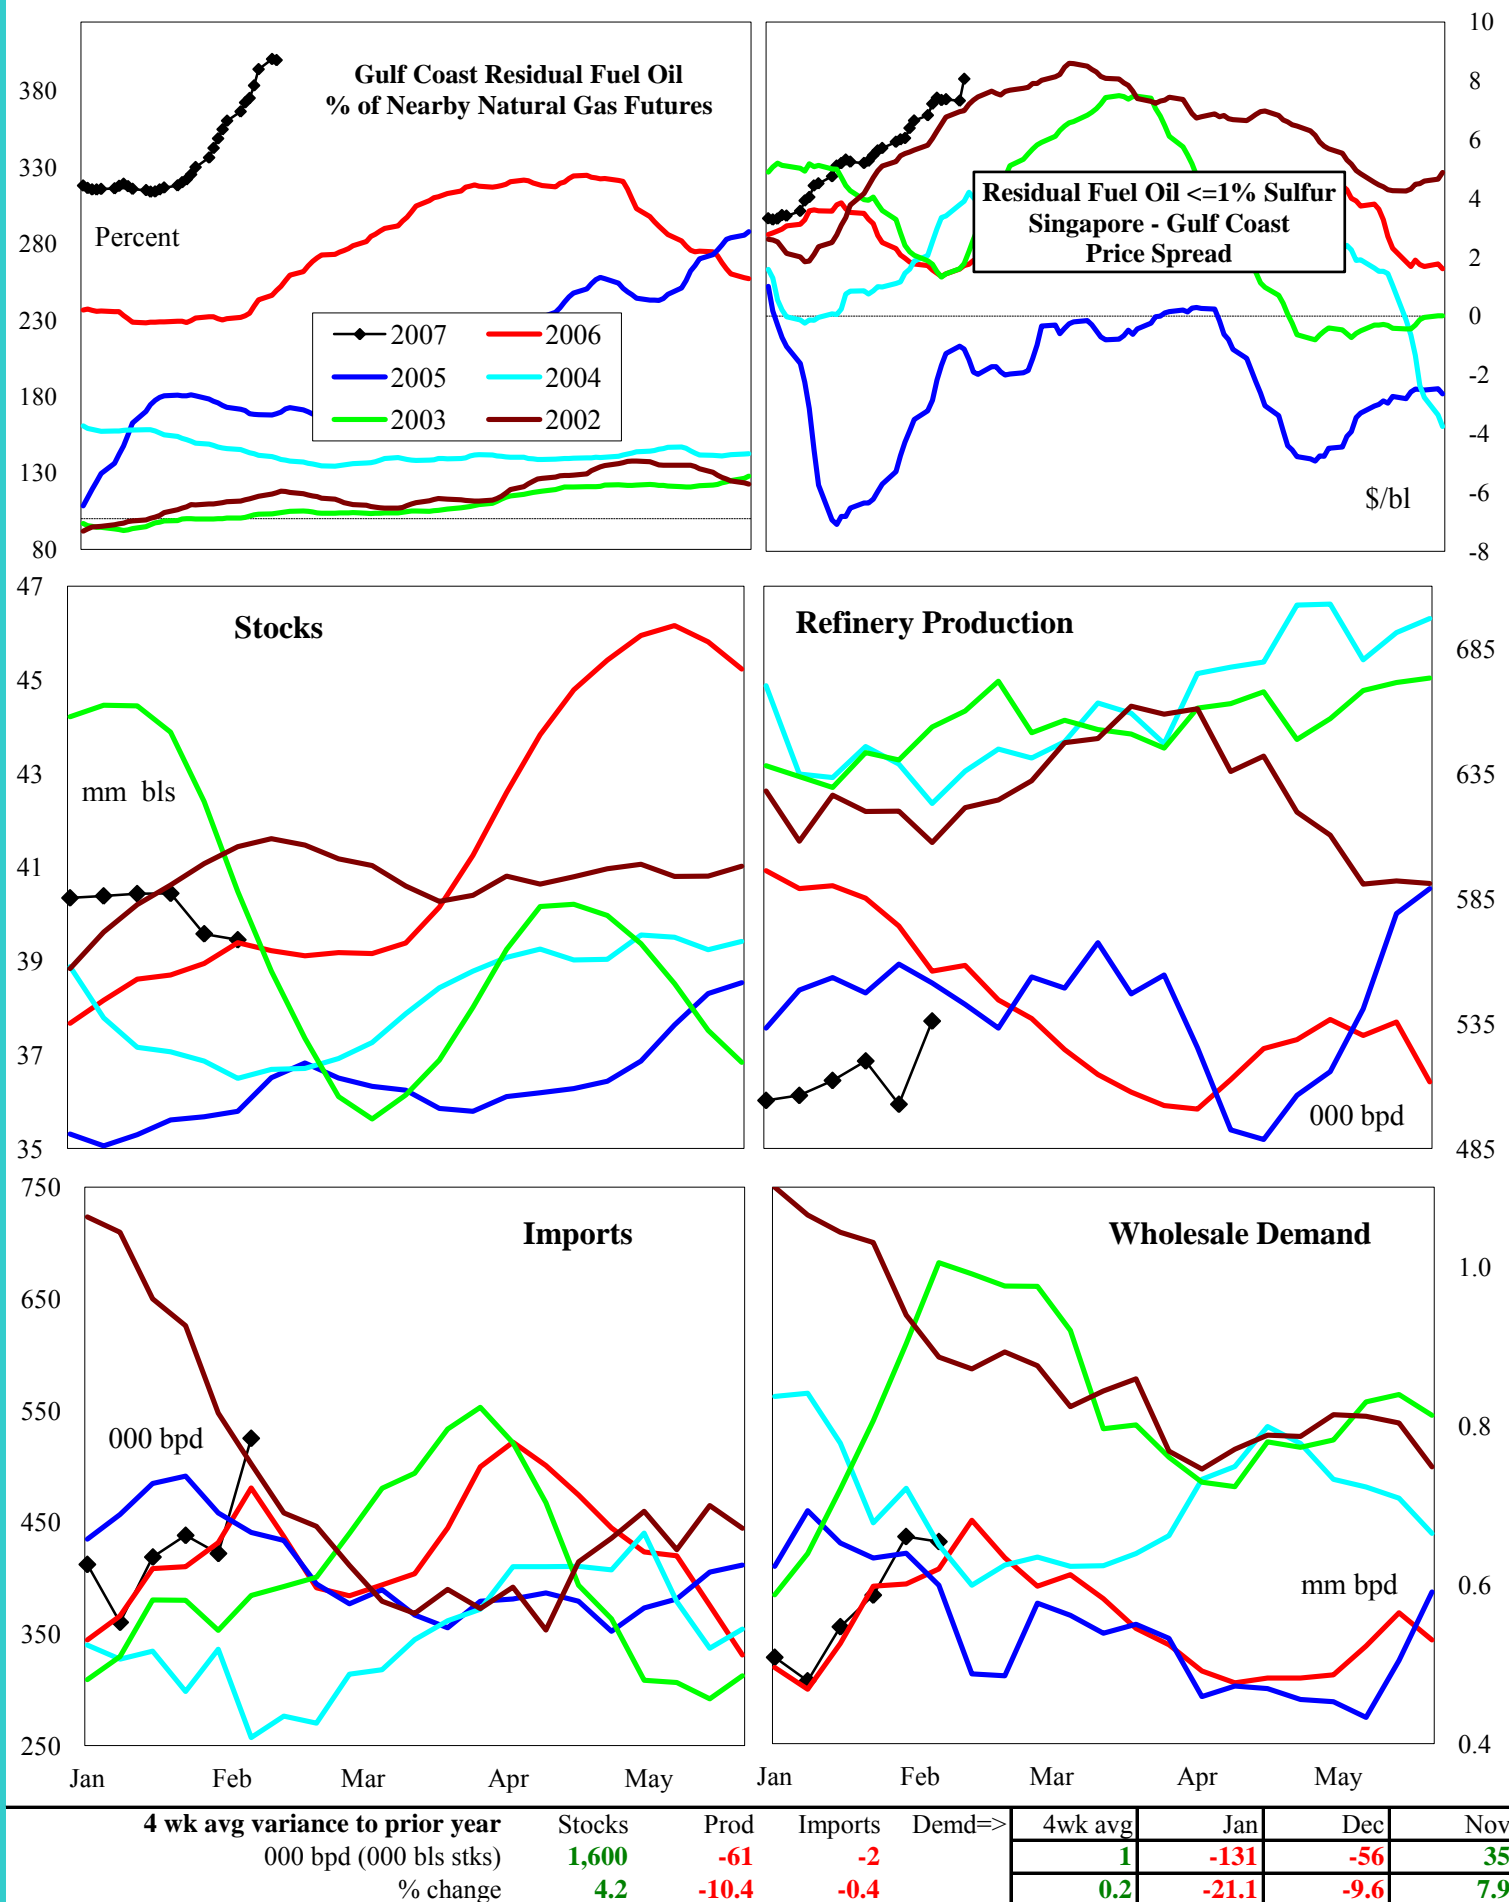 Gulf Coast Residual Fuel Oil
% of Nearby Natural Gas Futures
380
330
280
230
180
130
80
Percent
2007 2006
2005 2004
2003 2002
10
8
6
4
2
0
-2
-4
-6
-8
Residual Fuel Oil <=1% Sulfur
Singapore - Gulf Coast
Price Spread
$/bl
47
45
43
41
39
37
35
Stocks
mm bls
Refinery Production
685
635
585
535
485
000 bpd
750
650
550
450
350
250
Imports
000 bpd
Jan Feb Mar Apr May
Wholesale Demand
1.0
0.8
0.6
0.4
mm bpd
Jan Feb Mar Apr May
4 wk avg variance to prior year Stocks Prod Imports Demd=> 4wk avg Jan Dec Nov
000 bpd (000 bls stks) 1,600 -61 -2 1 -131 -56 35
% change 4.2 -10.4 -0.4 0.2 -21.1 -9.6 7.9